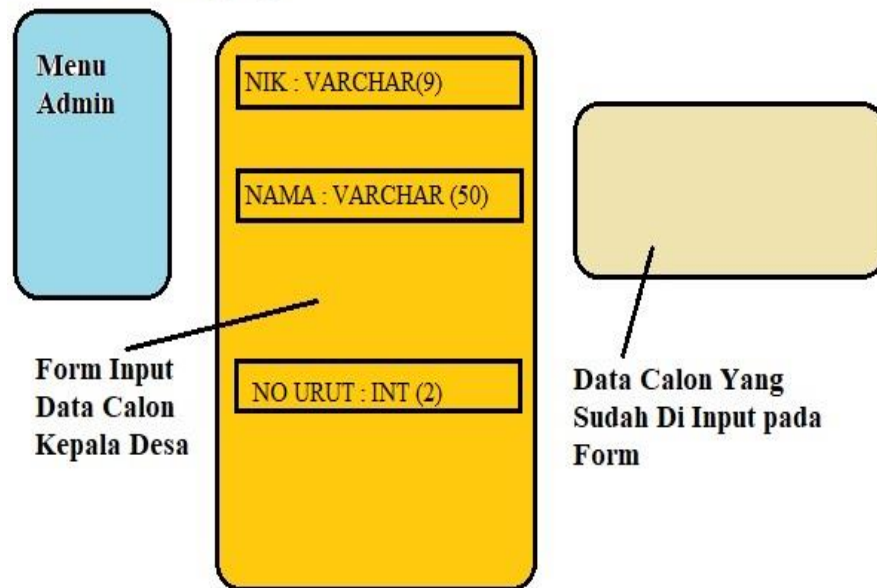 Menu
Admin
NIK : VARCHAR(9)
NAMA : VARCHAR (50)
NO URUT : INT (2)
Form Input
Data Calon
Kepala Desa
Data Calon Yang
Sudah Di Input pada
Form